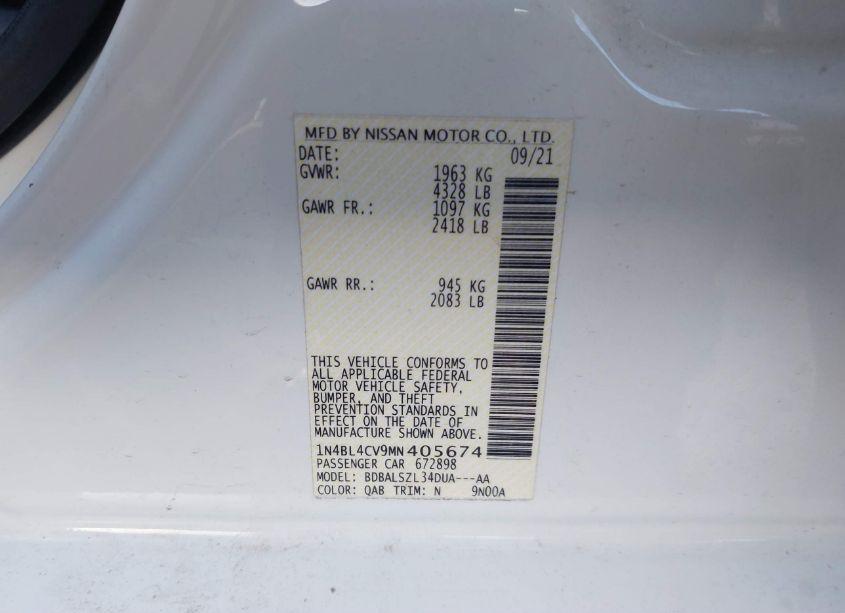 MFD BY NISSAN MOTOR CO., LTD.
DATE: 09/21
GVWR: 1963 KG
4328 LB
GAWR FR.: 1097 KG
2418 LB
GAWR RR.: 945 KG
2083 LB
THIS VEHICLE CONFORMS TO
ALL APPLICABLE FEDERAL
MOTOR VEHICLE SAFETY,
BUMPER, AND THEFT
PREVENTION STANDARDS IN
EFFECT ON THE DATE OF
MANUFACTURE SHOWN ABOVE.
1N4BL4CV9MN405674
PASSENGER CAR 672898
MODEL: BDBALSZL34DUA---AA
COLOR: QAB TRIM: N 9N00A